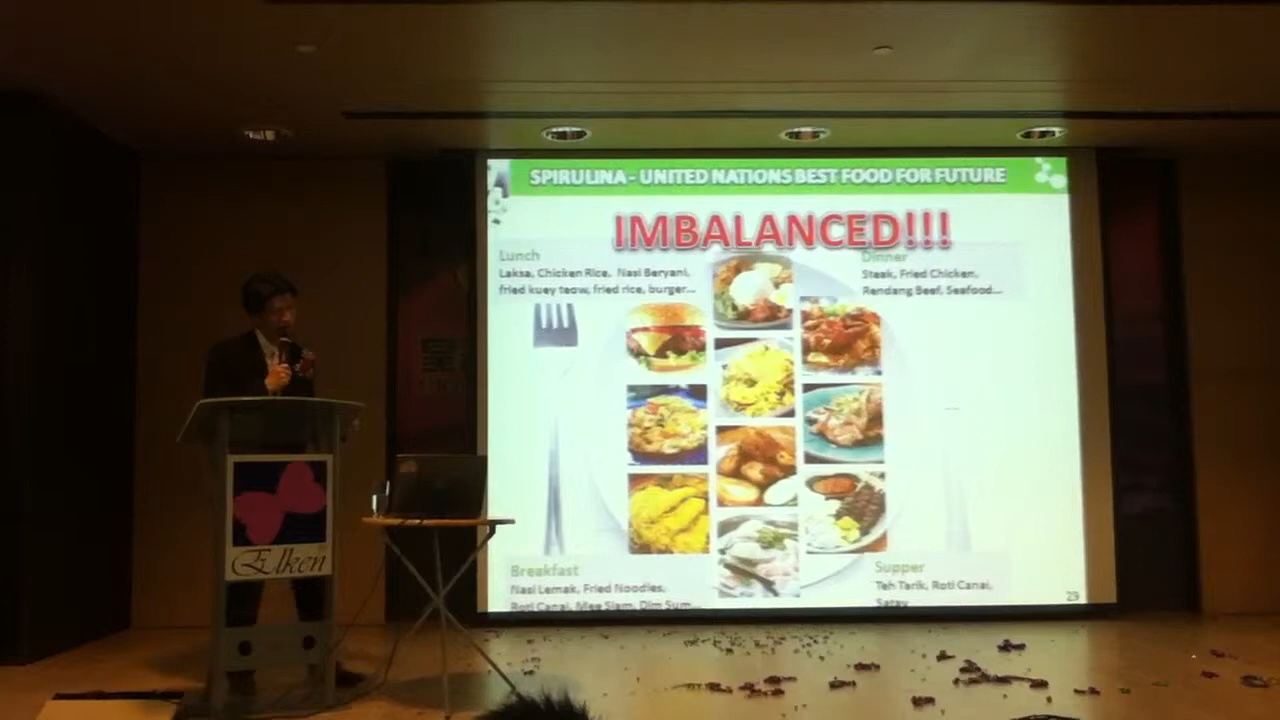 SPIRULINA - UNITED NATIONS BEST FOOD FOR FUTURE
IMBALANCED!!!
Lunch
Laksa, Chicken Rice, Nasi Beryani,
fried kuey teow, fried rice, burger...
Dinner
Steak, Fried Chicken,
Rendang Beef, Seafood...
Breakfast
Nasi Lemak, Fried Noodles,
Roti Canai, Mee Siam, Dim Sum...
Supper
Teh Tarik, Roti Canai,
Satay
29
Elken